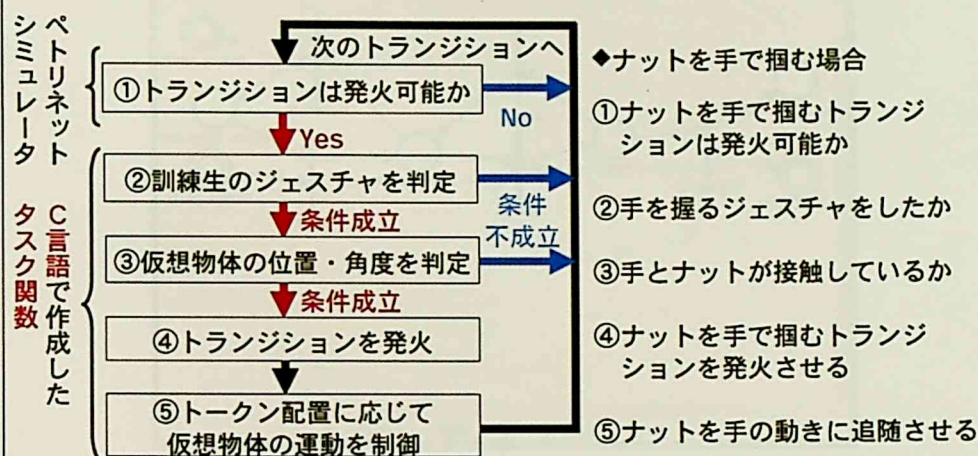 ペトリネット
シミュレータ
C言語で作成した
タスク関数
次のトランジションへ
①トランジションは発火可能か
No
Yes
②訓練生のジェスチャを判定
条件成立
条件
不成立
③仮想物体の位置・角度を判定
条件成立
④トランジションを発火
⑤トークン配置に応じて
仮想物体の運動を制御
◆ナットを手で掴む場合
①ナットを手で掴むトランジ
ションは発火可能か
②手を握るジェスチャをしたか
③手とナットが接触しているか
④ナットを手で掴むトランジ
ションを発火させる
⑤ナットを手の動きに追随させる